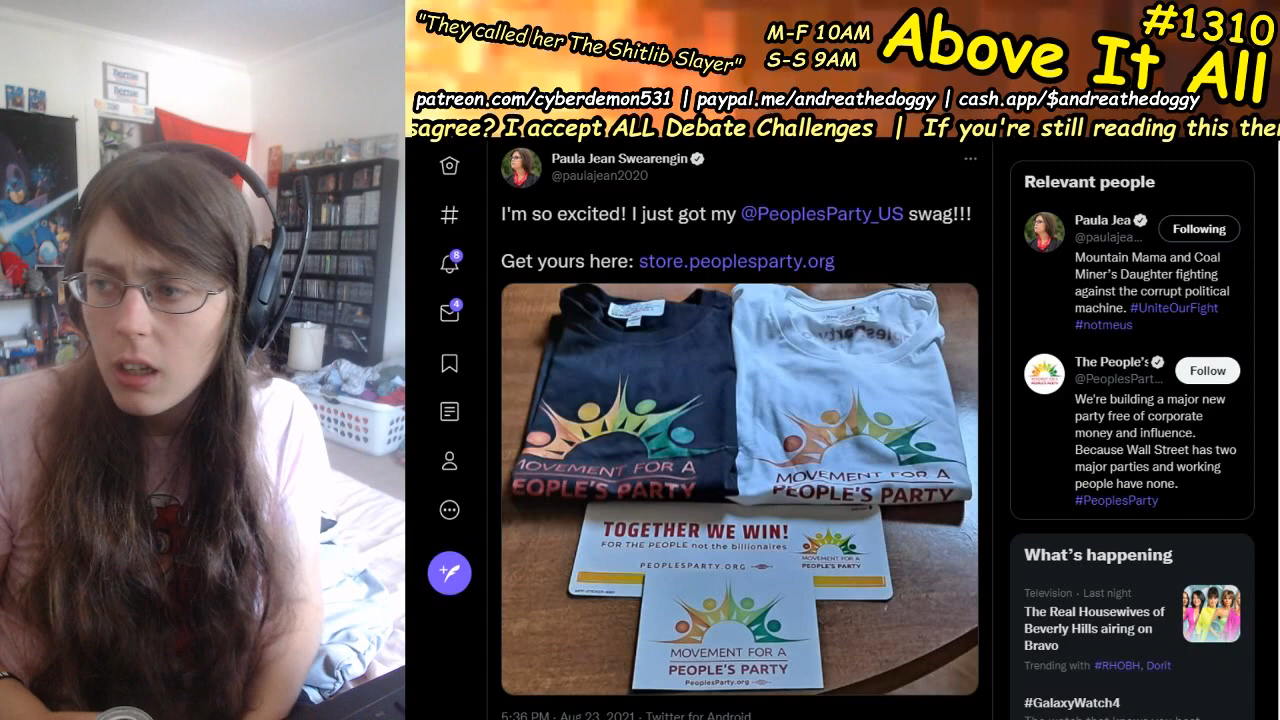 "They called her The Shitlib Slayer"
M-F 10AM
S-S 9AM
Above It All
#1310
patreon.com/cyberdemon531 | paypal.me/andreathedoggy | cash.app/$andreathedoggy
sagree? I accept ALL Debate Challenges | If you're still reading this the
Bernie
Paula Jean Swearengin
@paulajean2020
I'm so excited! I just got my @PeoplesParty_US swag!!!
Get yours here: store.peoplesparty.org
MOVEMENT FOR A
PEOPLE'S PARTY
MOVEMENT FOR A
PEOPLE'S PARTY
TOGETHER WE WIN!
FOR THE PEOPLE not the billionaires
PEOPLESPARTY.ORG
MOVEMENT FOR A
PEOPLE'S PARTY
MOVEMENT FOR A
PEOPLE'S PARTY
PeoplesParty.org
5:36 PM · Aug 23, 2021 · Twitter for Android
8
4
Relevant people
Paula Jea
@paulajea...
Following
Mountain Mama and Coal
Miner's Daughter fighting
against the corrupt political
machine. #UniteOurFight
#notmeus
The People's
@PeoplesPart...
Follow
We're building a major new
party free of corporate
money and influence.
Because Wall Street has two
major parties and working
people have none.
#PeoplesParty
What's happening
Television · Last night
The Real Housewives of
Beverly Hills airing on
Bravo
Trending with #RHOBH, Dorit
#GalaxyWatch4